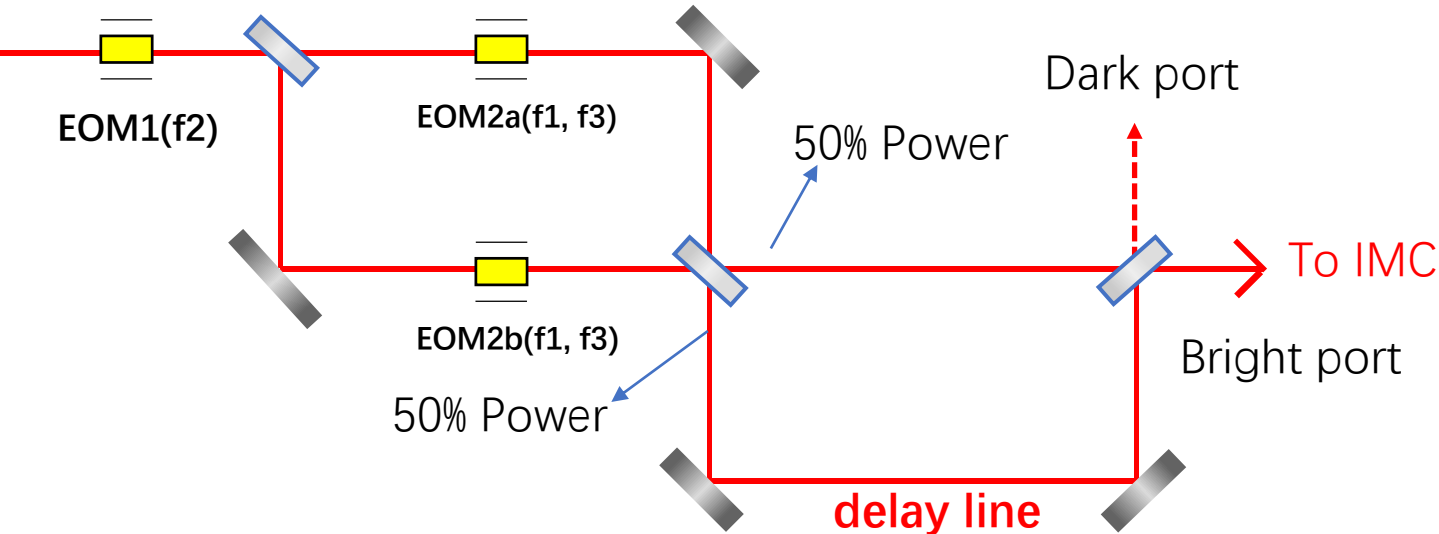 Dark port
EOM1(f2)
EOM2a(f1, f3)
50% Power
To IMC
EOM2b(f1, f3)
Bright port
50% Power
delay line